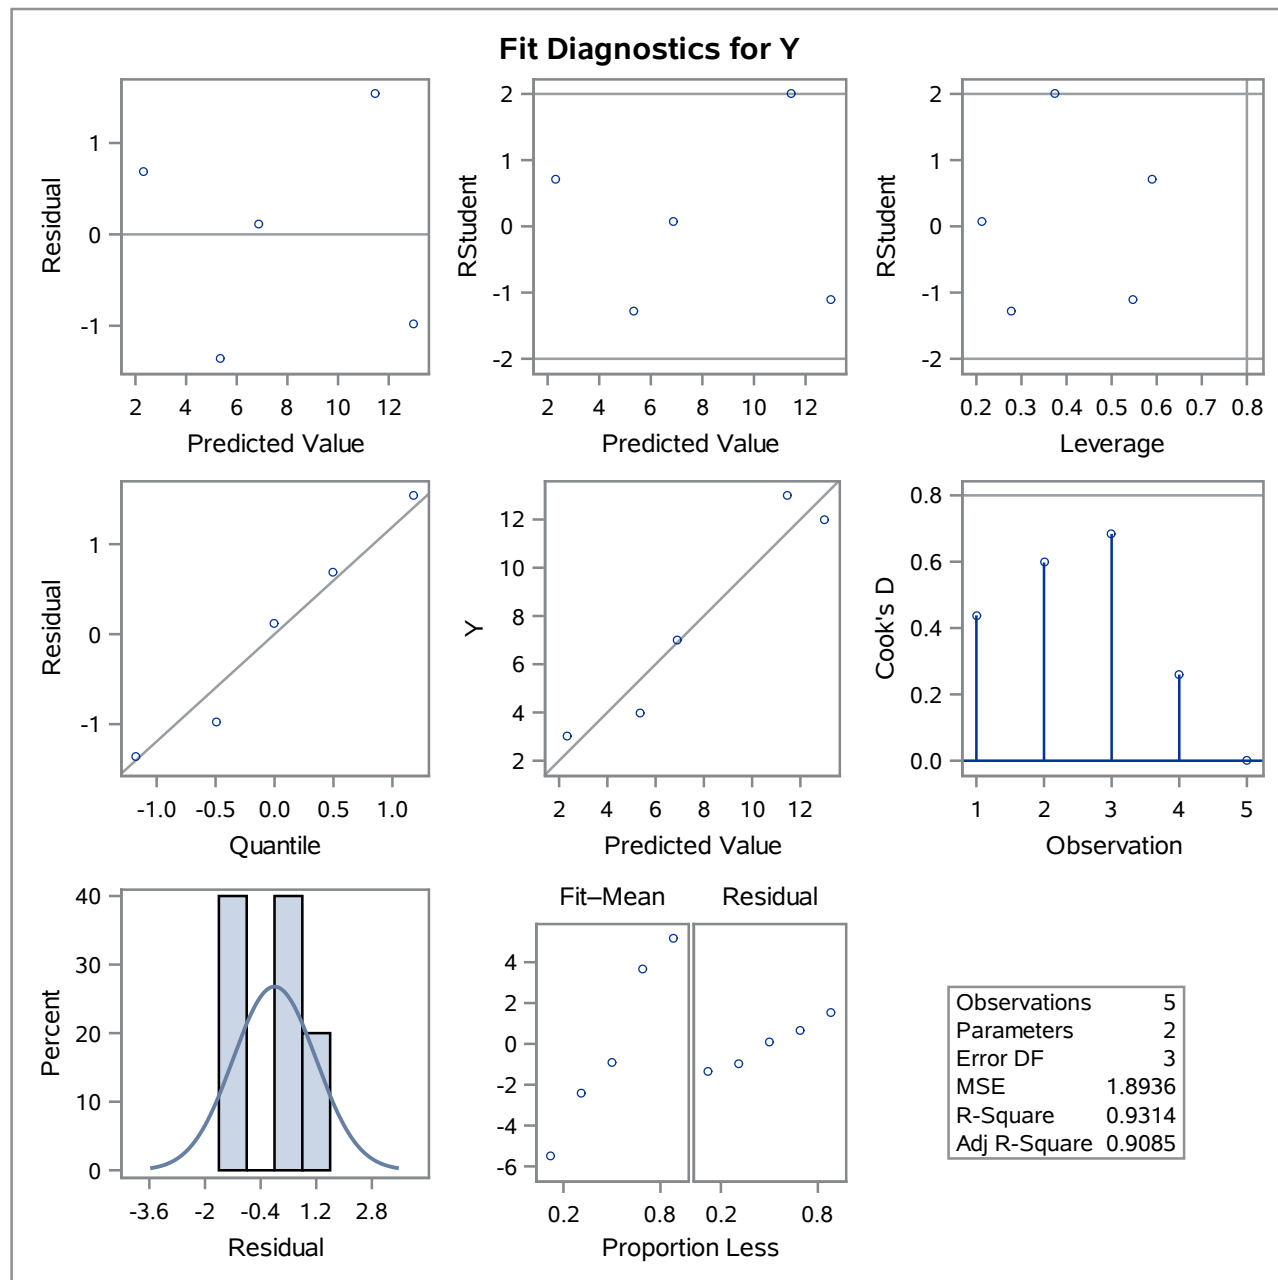 Fit Diagnostics for Y
Residual
1
0
-1
2 4 6 8 10 12
Predicted Value
RStudent
2
1
0
-1
-2
2 4 6 8 10 12
Predicted Value
RStudent
2
1
0
-1
-2
0.2 0.3 0.4 0.5 0.6 0.7 0.8
Leverage
Residual
1
0
-1
-1.0 -0.5 0.0 0.5 1.0
Quantile
Y
12
10
8
6
4
2
2 4 6 8 10 12
Predicted Value
Cook's D
0.8
0.6
0.4
0.2
0.0
1 2 3 4 5
Observation
Percent
40
30
20
10
0
-3.6 -2 -0.4 1.2 2.8
Residual
Fit–Mean Residual
4
2
0
-2
-4
-6
0.2 0.8 0.2 0.8
Proportion Less
Observations 5
Parameters 2
Error DF 3
MSE 1.8936
R-Square 0.9314
Adj R-Square 0.9085